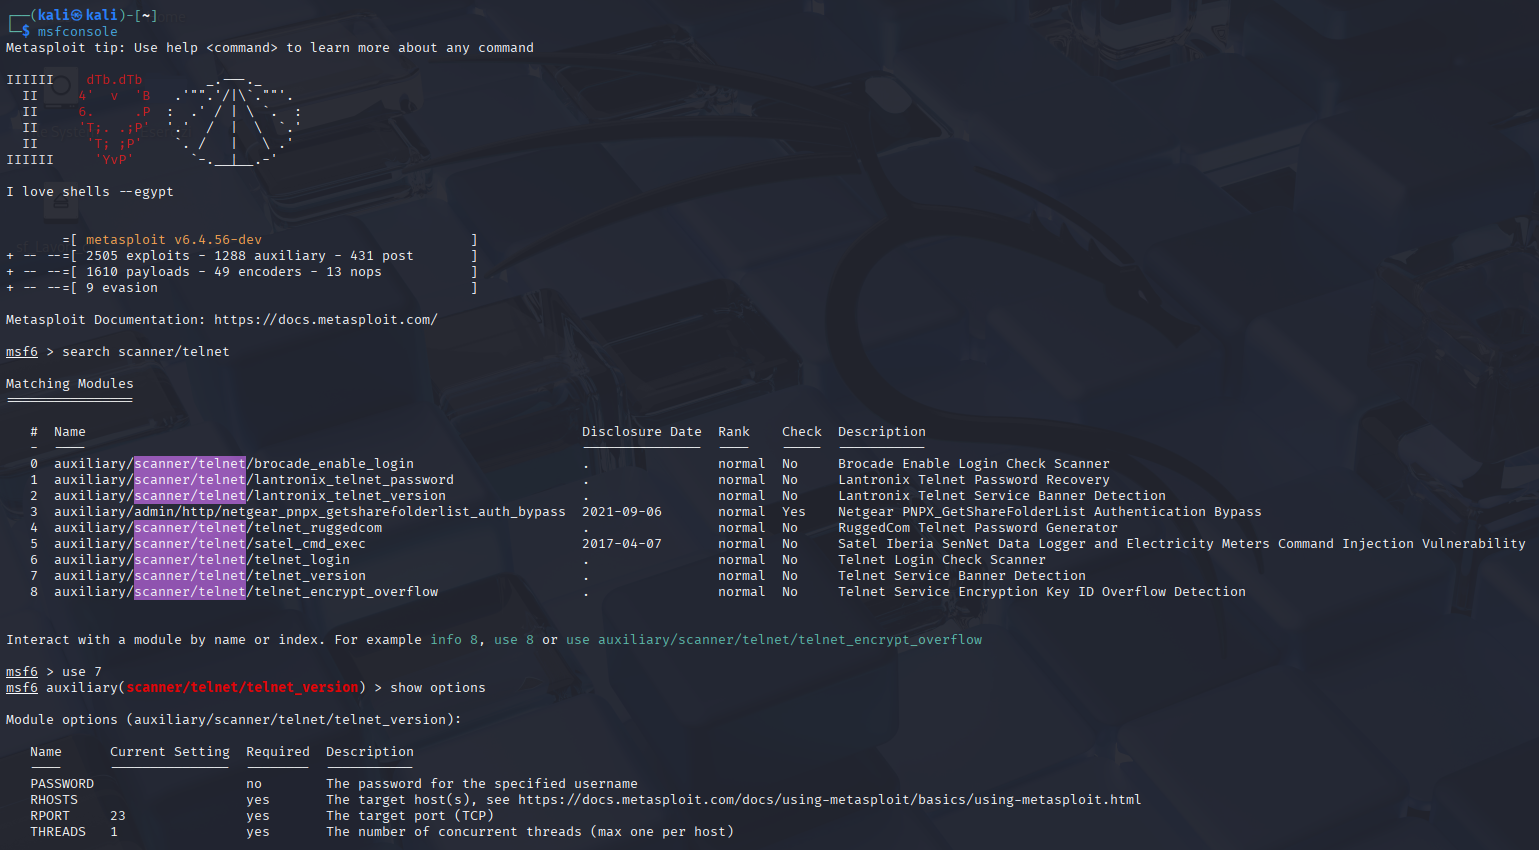 ┌──(kali㉿kali)-[~]
└─$ msfconsole
Metasploit tip: Use help <command> to learn more about any command

IIIIII    dTb.dTb        _.---._
  II     4'  v  'B   .'"".'/|\`.""'.
  II     6.     .P  :  .' / | \ `.  :
  II     'T;. .;P'  '.'  /  |  \  `.'
  II      'T; ;P'    `. /   |   \ .'
IIIIII     'YvP'       `-.__|__.-'

I love shells --egypt


       =[ metasploit v6.4.56-dev                          ]
+ -- --=[ 2505 exploits - 1288 auxiliary - 431 post       ]
+ -- --=[ 1610 payloads - 49 encoders - 13 nops           ]
+ -- --=[ 9 evasion                                       ]

Metasploit Documentation: https://docs.metasploit.com/

msf6 > search scanner/telnet

Matching Modules
================

   #  Name                                                              Disclosure Date  Rank    Check  Description
   -  ----                                                              ---------------  ----    -----  -----------
   0  auxiliary/scanner/telnet/brocade_enable_login                     .                normal  No     Brocade Enable Login Check Scanner
   1  auxiliary/scanner/telnet/lantronix_telnet_password                .                normal  No     Lantronix Telnet Password Recovery
   2  auxiliary/scanner/telnet/lantronix_telnet_version                 .                normal  No     Lantronix Telnet Service Banner Detection
   3  auxiliary/admin/http/netgear_pnpx_getsharefolderlist_auth_bypass  2021-09-06       normal  Yes    Netgear PNPX_GetShareFolderList Authentication Bypass
   4  auxiliary/scanner/telnet/telnet_ruggedcom                         .                normal  No     RuggedCom Telnet Password Generator
   5  auxiliary/scanner/telnet/satel_cmd_exec                           2017-04-07       normal  No     Satel Iberia SenNet Data Logger and Electricity Meters Command Injection Vulnerability
   6  auxiliary/scanner/telnet/telnet_login                             .                normal  No     Telnet Login Check Scanner
   7  auxiliary/scanner/telnet/telnet_version                           .                normal  No     Telnet Service Banner Detection
   8  auxiliary/scanner/telnet/telnet_encrypt_overflow                  .                normal  No     Telnet Service Encryption Key ID Overflow Detection


Interact with a module by name or index. For example info 8, use 8 or use auxiliary/scanner/telnet/telnet_encrypt_overflow

msf6 > use 7
msf6 auxiliary(scanner/telnet/telnet_version) > show options

Module options (auxiliary/scanner/telnet/telnet_version):

   Name      Current Setting  Required  Description
   ----      ---------------  --------  -----------
   PASSWORD                   no        The password for the specified username
   RHOSTS                     yes       The target host(s), see https://docs.metasploit.com/docs/using-metasploit/basics/using-metasploit.html
   RPORT     23               yes       The target port (TCP)
   THREADS   1                yes       The number of concurrent threads (max one per host)